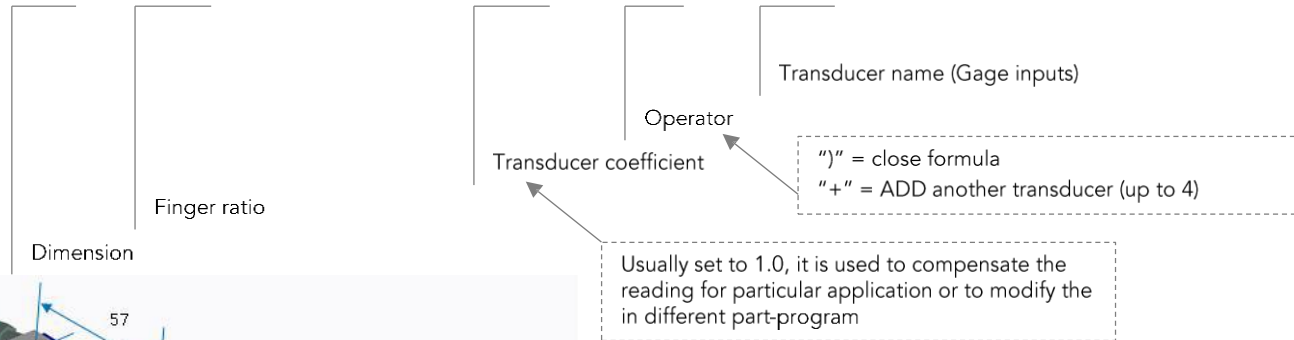 Transducer name (Gage inputs)
Operator
")" = close formula
"+" = ADD another transducer (up to 4)
Transducer coefficient
Finger ratio
Dimension
Usually set to 1.0, it is used to compensate the
reading for particular application or to modify the
in different part-program
57